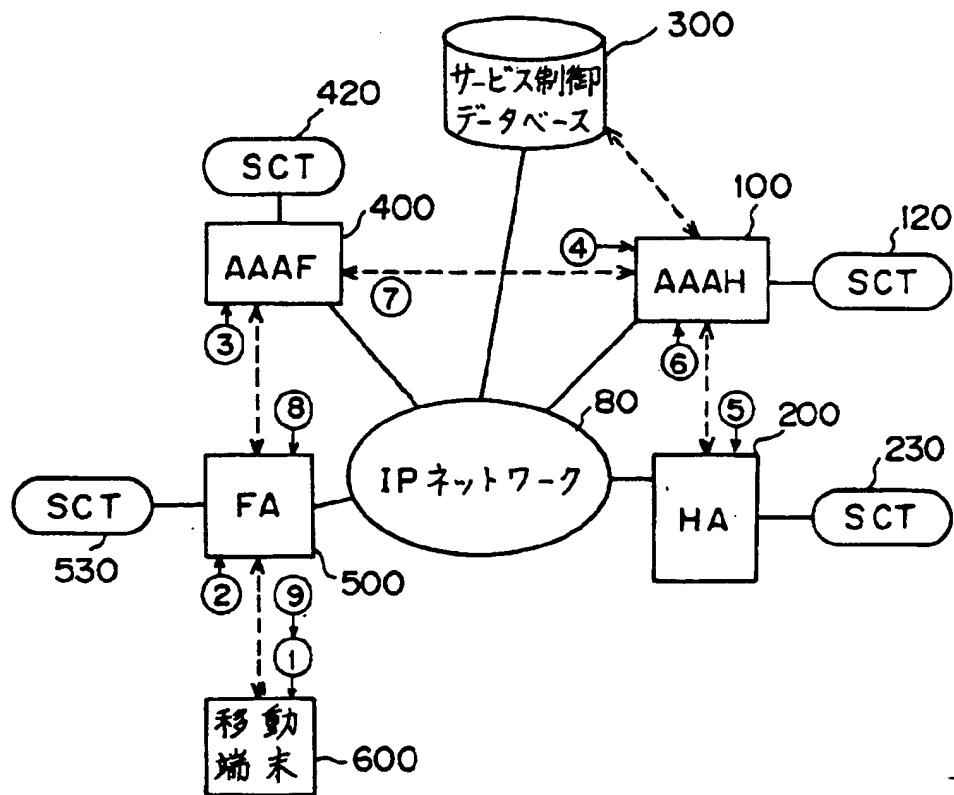 300
サービス制御
データベース
420
SCT
400
AAAF
100
120
④
AAAH
SCT
⑦
③
⑥
⑧
80
⑤
200
230
IPネットワーク
SCT
FA
HA
SCT
530
②
⑨
500
①
移動
端末
600